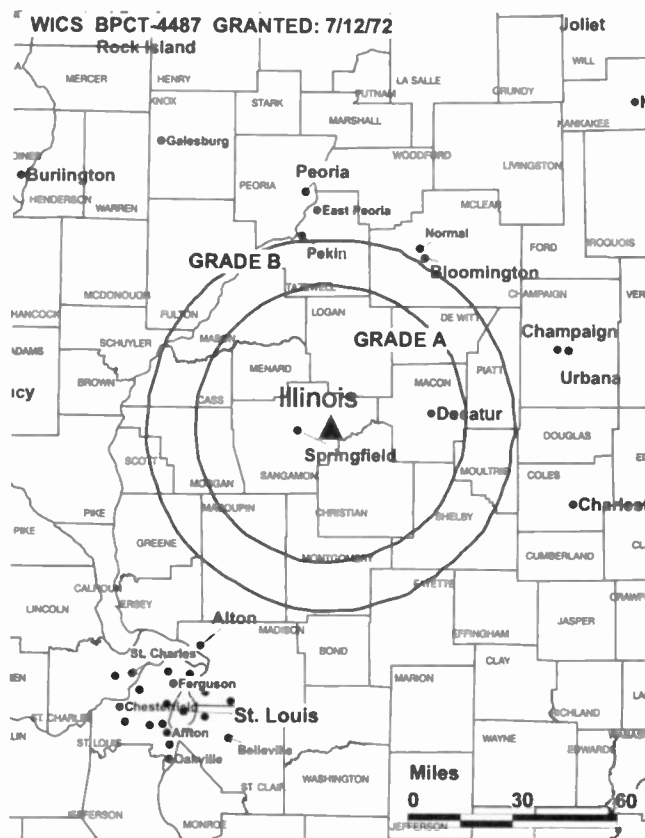 WICS BPCT-4487 GRANTED: 7/12/72
Rock Island
Joliet
MERCER
HENRY
LA SALLE
WILL
PUTNAM
GRUNDY
KNOX
STARK
MARSHALL
KANKAKEE
Galesburg
WOODFORD
LIVINGSTON
Burlington
PEORIA
Peoria
HENDERSON
WARREN
East Peoria
MCLEAN
Normal
FORD
IROQUOIS
Pekin
GRADE B
Bloomington
TAZEWELL
CHAMPAIGN
VER
MCDONOUGH
FULTON
LOGAN
DE WITT
HANCOCK
MASON
GRADE A
Champaign
SCHUYLER
ADAMS
MENARD
PIATT
BROWN
MACON
Urbana
CASS
Illinois
Decatur
Springfield
DOUGLAS
SCOTT
SANGAMON
MOULTRIE
COLES
MORGAN
MACOUPIN
CHRISTIAN
SHELBY
Charlest
PIKE
PIKE
GREENE
MONTGOMERY
CUMBERLAND
CALHOUN
FAYETTE
LINCOLN
JERSEY
CRAWF
Alton
MADISON
EFFINGHAM
JASPER
BOND
St. Charles
CLAY
Ferguson
MARION
Chesterfield
ST. CHARLES
St. Louis
RICHLAND
Affton
WAYNE
ST. LOUIS
Belleville
EDWARDS
Oakville
ST. CLAIR
WASHINGTON
Miles
0 30 60
JEFFERSON
MONROE
JEFFERSON